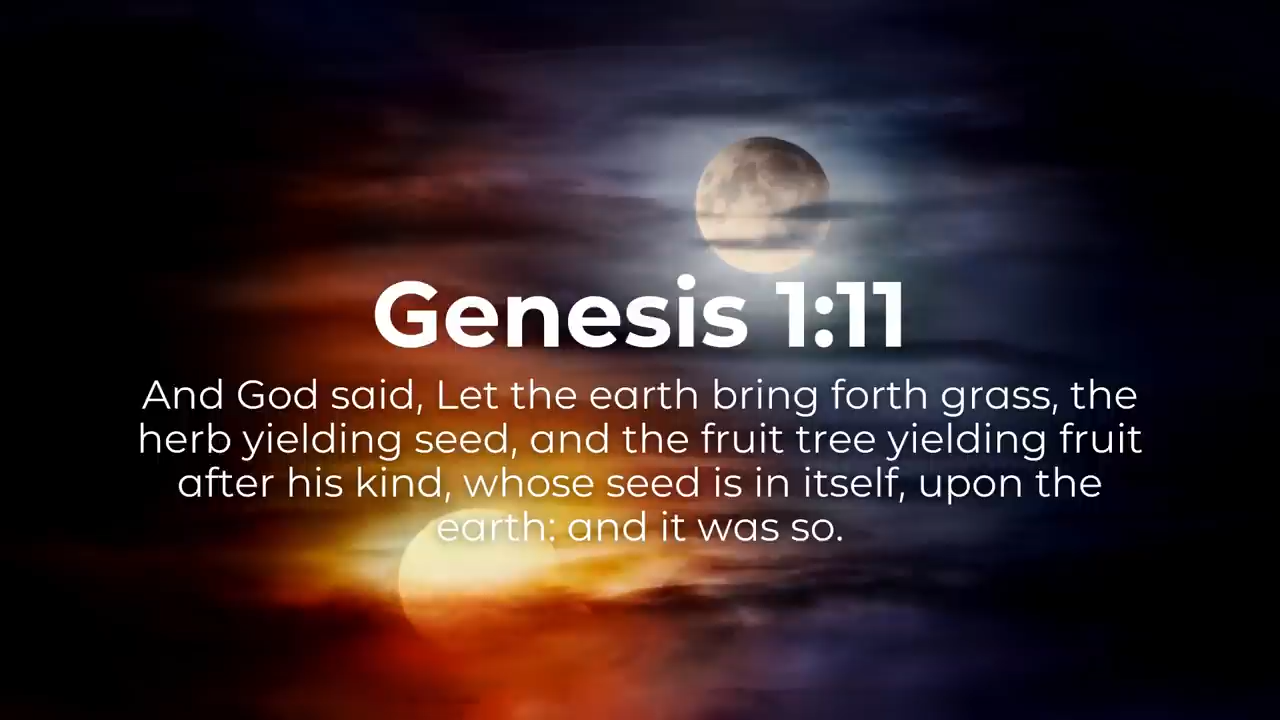 Genesis 1:11
And God said, Let the earth bring forth grass, the
herb yielding seed, and the fruit tree yielding fruit
after his kind, whose seed is in itself, upon the
earth: and it was so.